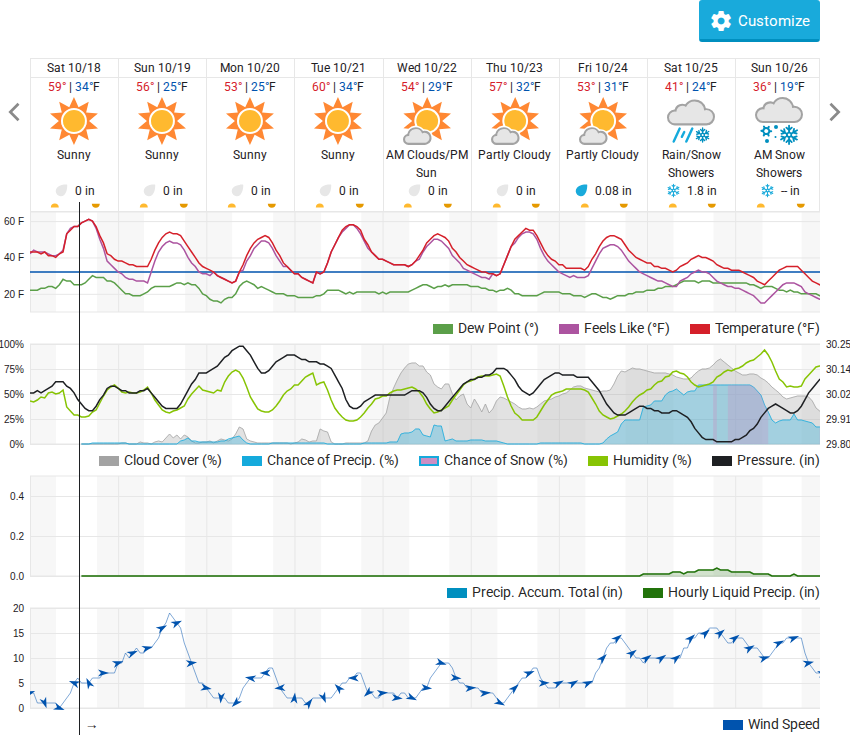 Customize
Sat 10/18 Sun 10/19 Mon 10/20 Tue 10/21 Wed 10/22 Thu 10/23 Fri 10/24 Sat 10/25 Sun 10/26
59° | 34°F 56° | 25°F 53° | 25°F 60° | 34°F 54° | 29°F 57° | 32°F 53° | 31°F 41° | 24°F 36° | 19°F
Sunny Sunny Sunny Sunny AM Clouds/PM Partly Cloudy Partly Cloudy Rain/Snow AM Snow
Sun Showers Showers
0 in 0 in 0 in 0 in 0 in 0 in 0.08 in 1.8 in – in
60 F
40 F
20 F
Dew Point (°) Feels Like (°F) Temperature (°F)
100% 30.25
75% 30.14
50% 30.02
25% 29.91
0% 29.80
Cloud Cover (%) Chance of Precip. (%) Chance of Snow (%) Humidity (%) Pressure. (in)
0.4
0.2
0.0
Precip. Accum. Total (in) Hourly Liquid Precip. (in)
20
15
10
5
0
→
Wind Speed